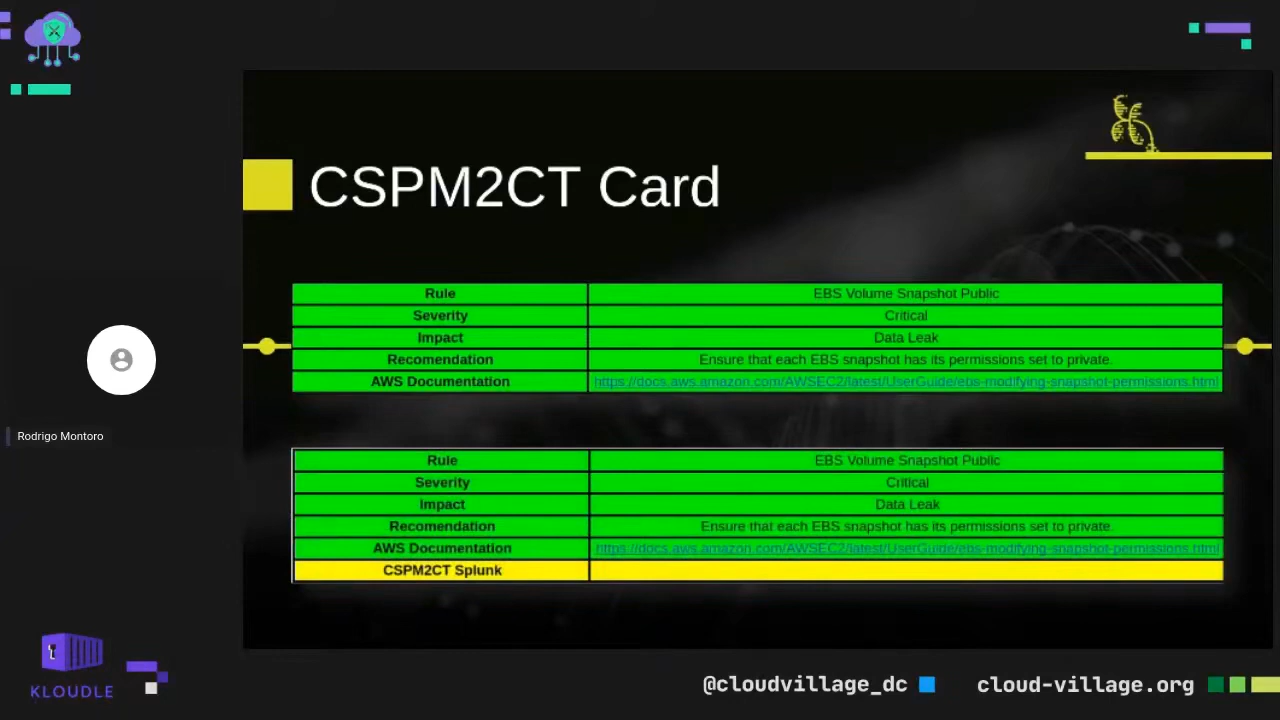 CSPM2CT Card
Rule EBS Volume Snapshot Public
Severity Critical
Impact Data Leak
Recomendation Ensure that each EBS snapshot has its permissions set to private.
AWS Documentation https://docs.aws.amazon.com/AWSEC2/latest/UserGuide/ebs-modifying-snapshot-permissions.html
Rule EBS Volume Snapshot Public
Severity Critical
Impact Data Leak
Recomendation Ensure that each EBS snapshot has its permissions set to private.
AWS Documentation https://docs.aws.amazon.com/AWSEC2/latest/UserGuide/ebs-modifying-snapshot-permissions.html
CSPM2CT Splunk
Rodrigo Montoro
KLOUDLE
@cloudvillage_dc cloud-village.org